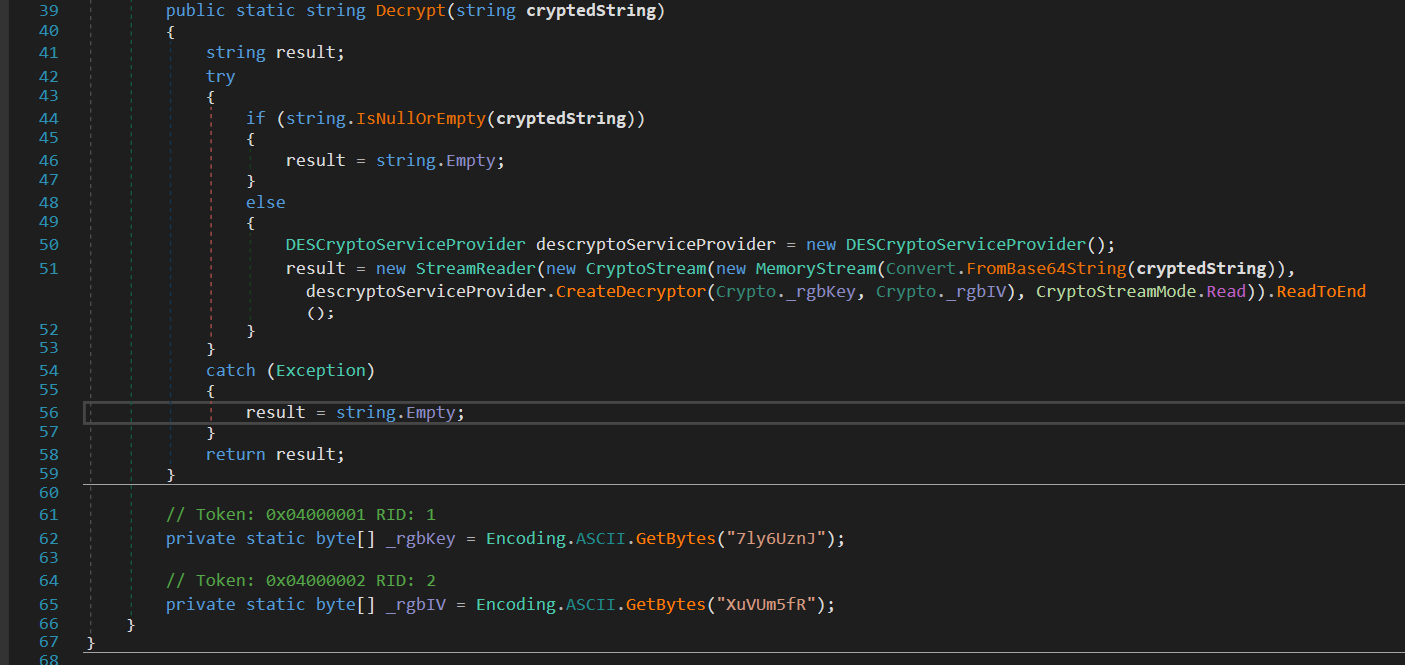 39 public static string Decrypt(string cryptedString)
40 {
41 string result;
42 try
43 {
44 if (string.IsNullOrEmpty(cryptedString))
45 {
46 result = string.Empty;
47 }
48 else
49 {
50 DESCryptoServiceProvider descryptoServiceProvider = new DESCryptoServiceProvider();
51 result = new StreamReader(new CryptoStream(new MemoryStream(Convert.FromBase64String(cryptedString)),
descryptoServiceProvider.CreateDecryptor(Crypto._rgbKey, Crypto._rgbIV), CryptoStreamMode.Read)).ReadToEnd
();
52 }
53 }
54 catch (Exception)
55 {
56 result = string.Empty;
57 }
58 return result;
59 }
60
61 // Token: 0x04000001 RID: 1
62 private static byte[] _rgbKey = Encoding.ASCII.GetBytes("7ly6UznJ");
63
64 // Token: 0x04000002 RID: 2
65 private static byte[] _rgbIV = Encoding.ASCII.GetBytes("XuVUm5fR");
66 }
67 }
68